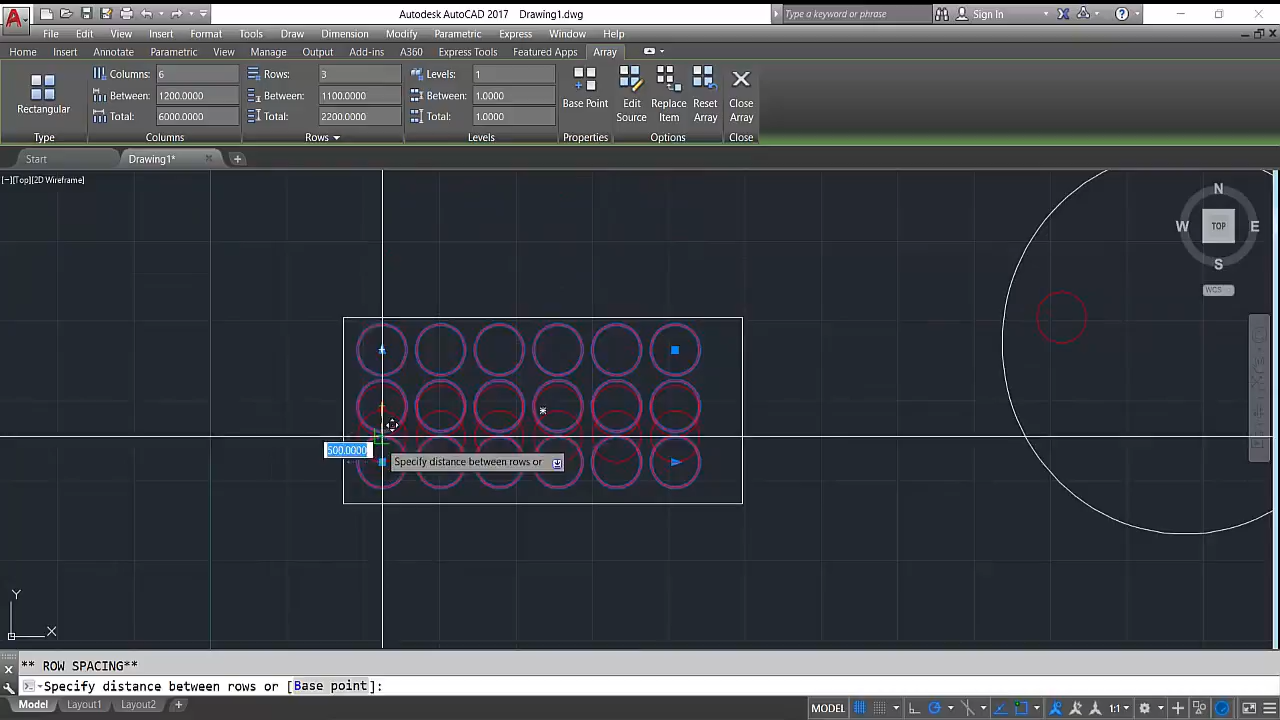 Autodesk AutoCAD 2017 Drawing1.dwg
Type a keyword or phrase
Sign In
File Edit View Insert Format Tools Draw Dimension Modify Parametric Express Window Help
Home Insert Annotate Parametric View Manage Output Add-ins A360 Express Tools Featured Apps Array
Columns: 6 Rows: 3 Levels: 1
Between: 1200.0000 Between: 1100.0000 Between: 1.0000
Total: 6000.0000 Total: 2200.0000 Total: 1.0000
Rectangular
Base Point
Edit Source
Replace Item
Reset Array
Close Array
Type Columns Rows Levels Properties Options Close
Start Drawing1*
[−][Top][2D Wireframe]
N
W TOP E
S
WCS
500.0000
Specify distance between rows or
Y
X
** ROW SPACING**
Specify distance between rows or [Base point]:
Model Layout1 Layout2
MODEL 1:1